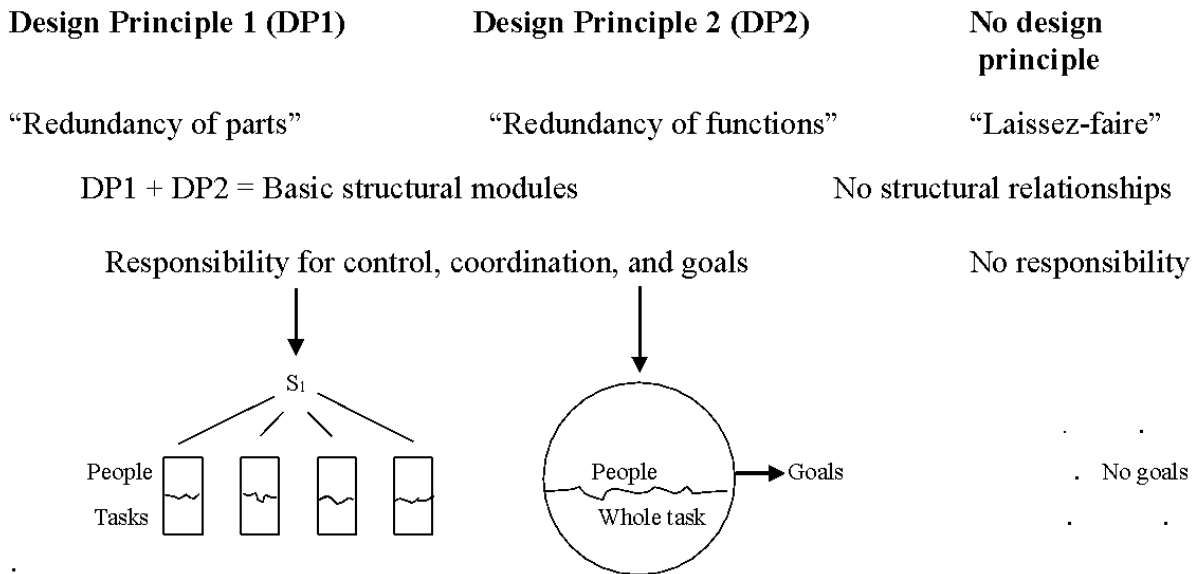 Design Principle 1 (DP1)
Design Principle 2 (DP2)
No design
principle
“Redundancy of parts”
“Redundancy of functions”
“Laissez-faire”
DP1 + DP2 = Basic structural modules
No structural relationships
Responsibility for control, coordination, and goals
No responsibility
S₁
People
Tasks
People
Whole task
Goals
No goals